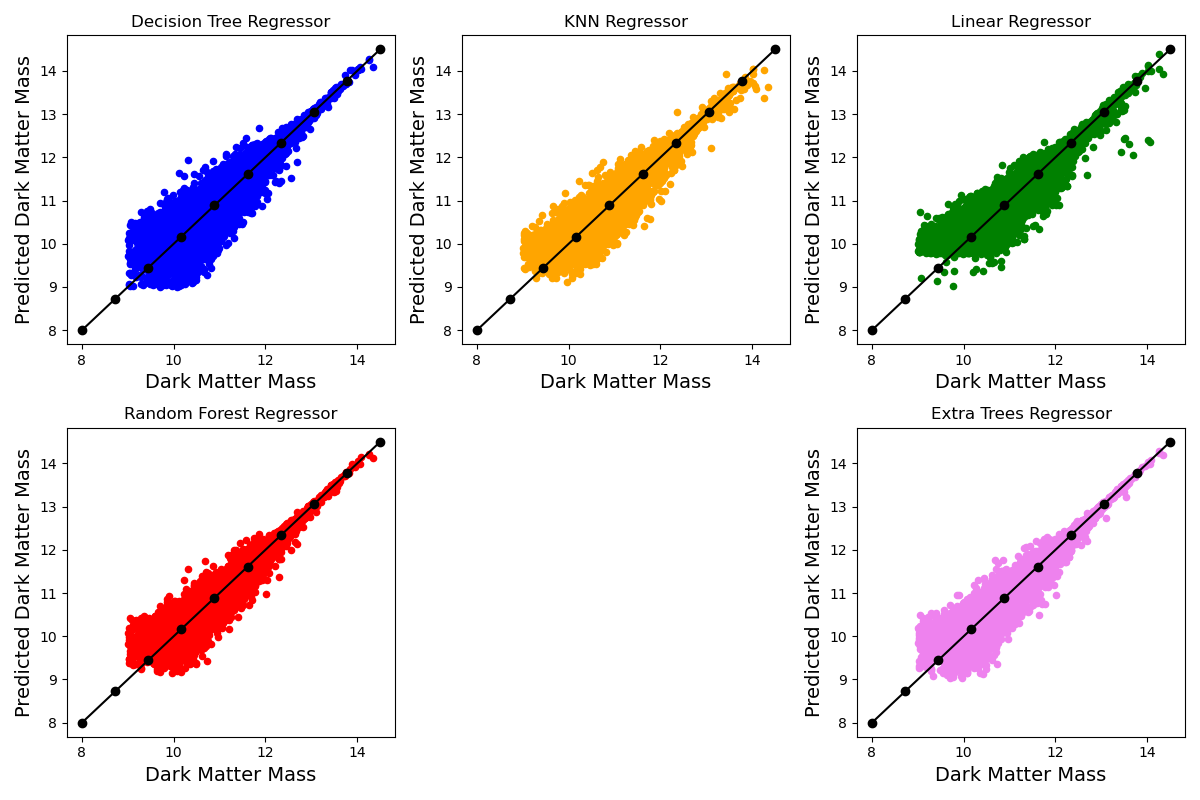 Decision Tree Regressor
Predicted Dark Matter Mass
14
13
12
11
10
9
8
8 10 12 14
Dark Matter Mass
KNN Regressor
Predicted Dark Matter Mass
14
13
12
11
10
9
8
8 10 12 14
Dark Matter Mass
Linear Regressor
Predicted Dark Matter Mass
14
13
12
11
10
9
8
8 10 12 14
Dark Matter Mass
Random Forest Regressor
Predicted Dark Matter Mass
14
13
12
11
10
9
8
8 10 12 14
Dark Matter Mass
Extra Trees Regressor
Predicted Dark Matter Mass
14
13
12
11
10
9
8
8 10 12 14
Dark Matter Mass